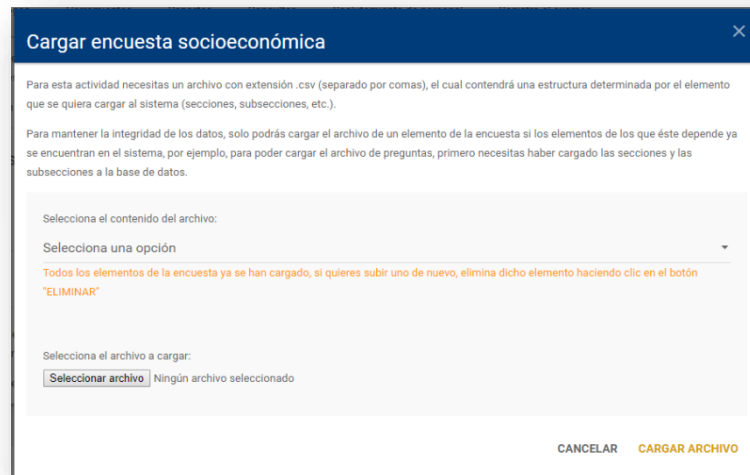 Cargar encuesta socioeconómica
×
Para esta actividad necesitas un archivo con extensión .csv (separado por comas), el cual contendrá una estructura determinada por el elemento
que se quiera cargar al sistema (secciones, subsecciones, etc.).
Para mantener la integridad de los datos, solo podrás cargar el archivo de un elemento de la encuesta si los elementos de los que éste depende ya
se encuentran en el sistema, por ejemplo, para poder cargar el archivo de preguntas, primero necesitas haber cargado las secciones y las
subsecciones a la base de datos.
Selecciona el contenido del archivo:
Selecciona una opción
Todos los elementos de la encuesta ya se han cargado, si quieres subir uno de nuevo, elimina dicho elemento haciendo clic en el botón
"ELIMINAR"
Selecciona el archivo a cargar:
Seleccionar archivo Ningún archivo seleccionado
CANCELAR CARGAR ARCHIVO